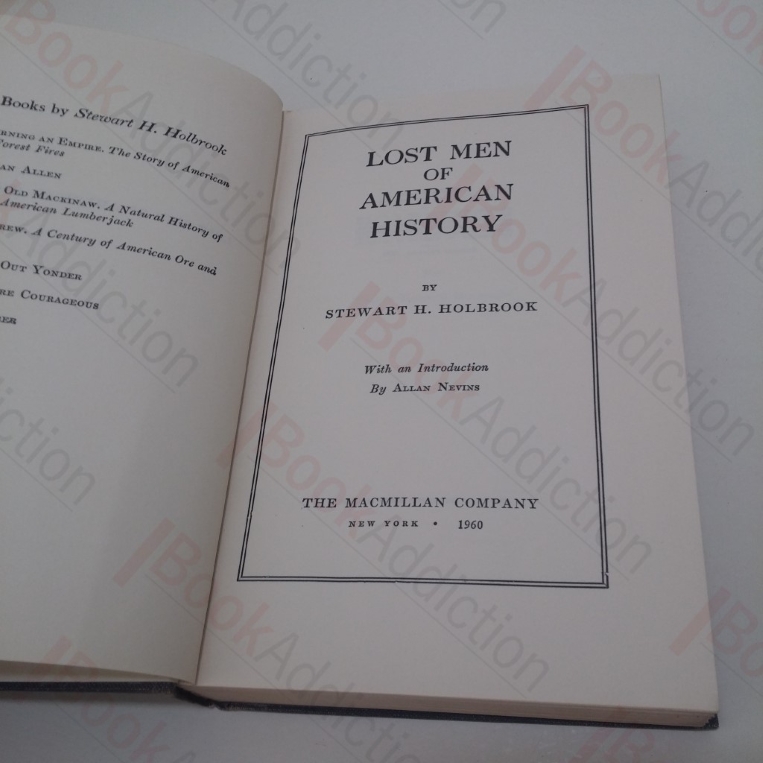 Books by Stewart H. Holbrook
RNING AN EMPIRE. The Story of American
Forest Fires
AN ALLEN
OLD MACKINAW. A Natural History of
American Lumberjack
REW. A Century of American Ore and
OUT YONDER
RE COURAGEOUS
ER
LOST MEN
OF
AMERICAN
HISTORY
BY
STEWART H. HOLBROOK
With an Introduction
By ALLAN NEVINS
THE MACMILLAN COMPANY
NEW YORK • 1960
BookAddiction